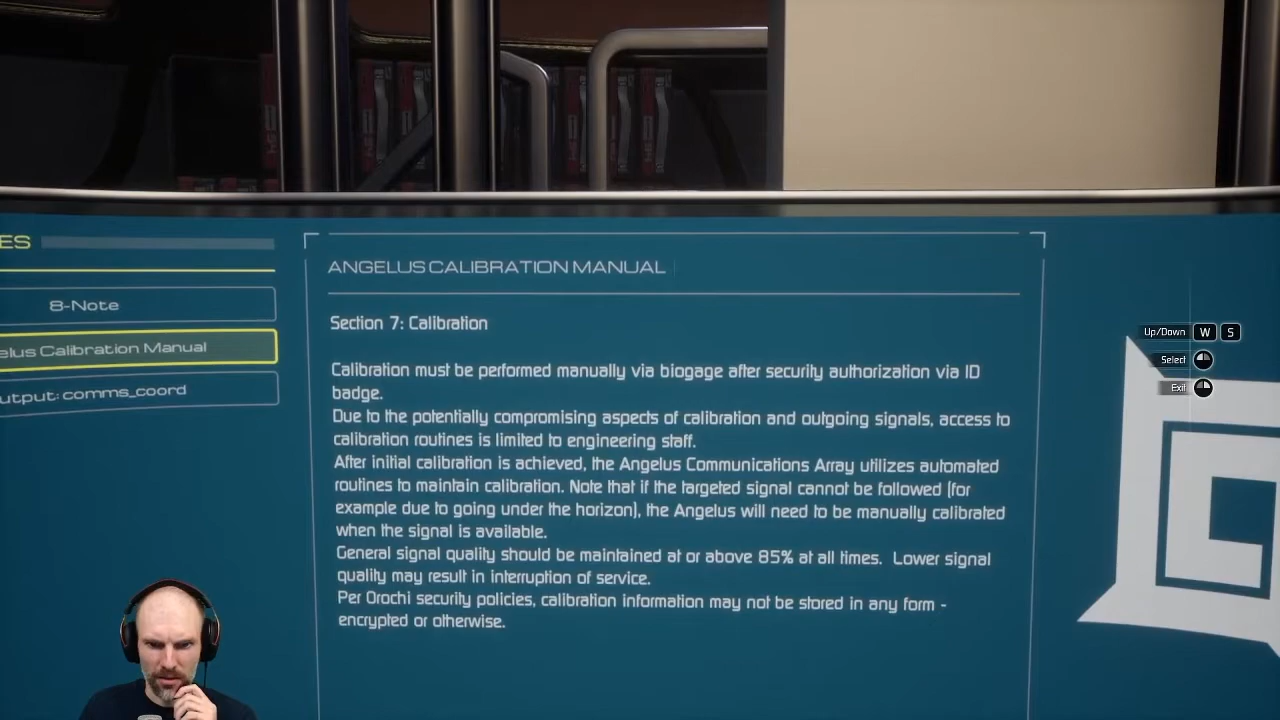 ES
8-Note
elus Calibration Manual
utput: comms_coord
ANGELUS CALIBRATION MANUAL
Section 7: Calibration
Calibration must be performed manually via biogage after security authorization via ID
badge.
Due to the potentially compromising aspects of calibration and outgoing signals, access to
calibration routines is limited to engineering staff.
After initial calibration is achieved, the Angelus Communications Array utilizes automated
routines to maintain calibration. Note that if the targeted signal cannot be followed (for
example due to going under the horizon), the Angelus will need to be manually calibrated
when the signal is available.
General signal quality should be maintained at or above 85% at all times. Lower signal
quality may result in interruption of service.
Per Orochi security policies, calibration information may not be stored in any form -
encrypted or otherwise.
Up/Down W S
Select
Exit